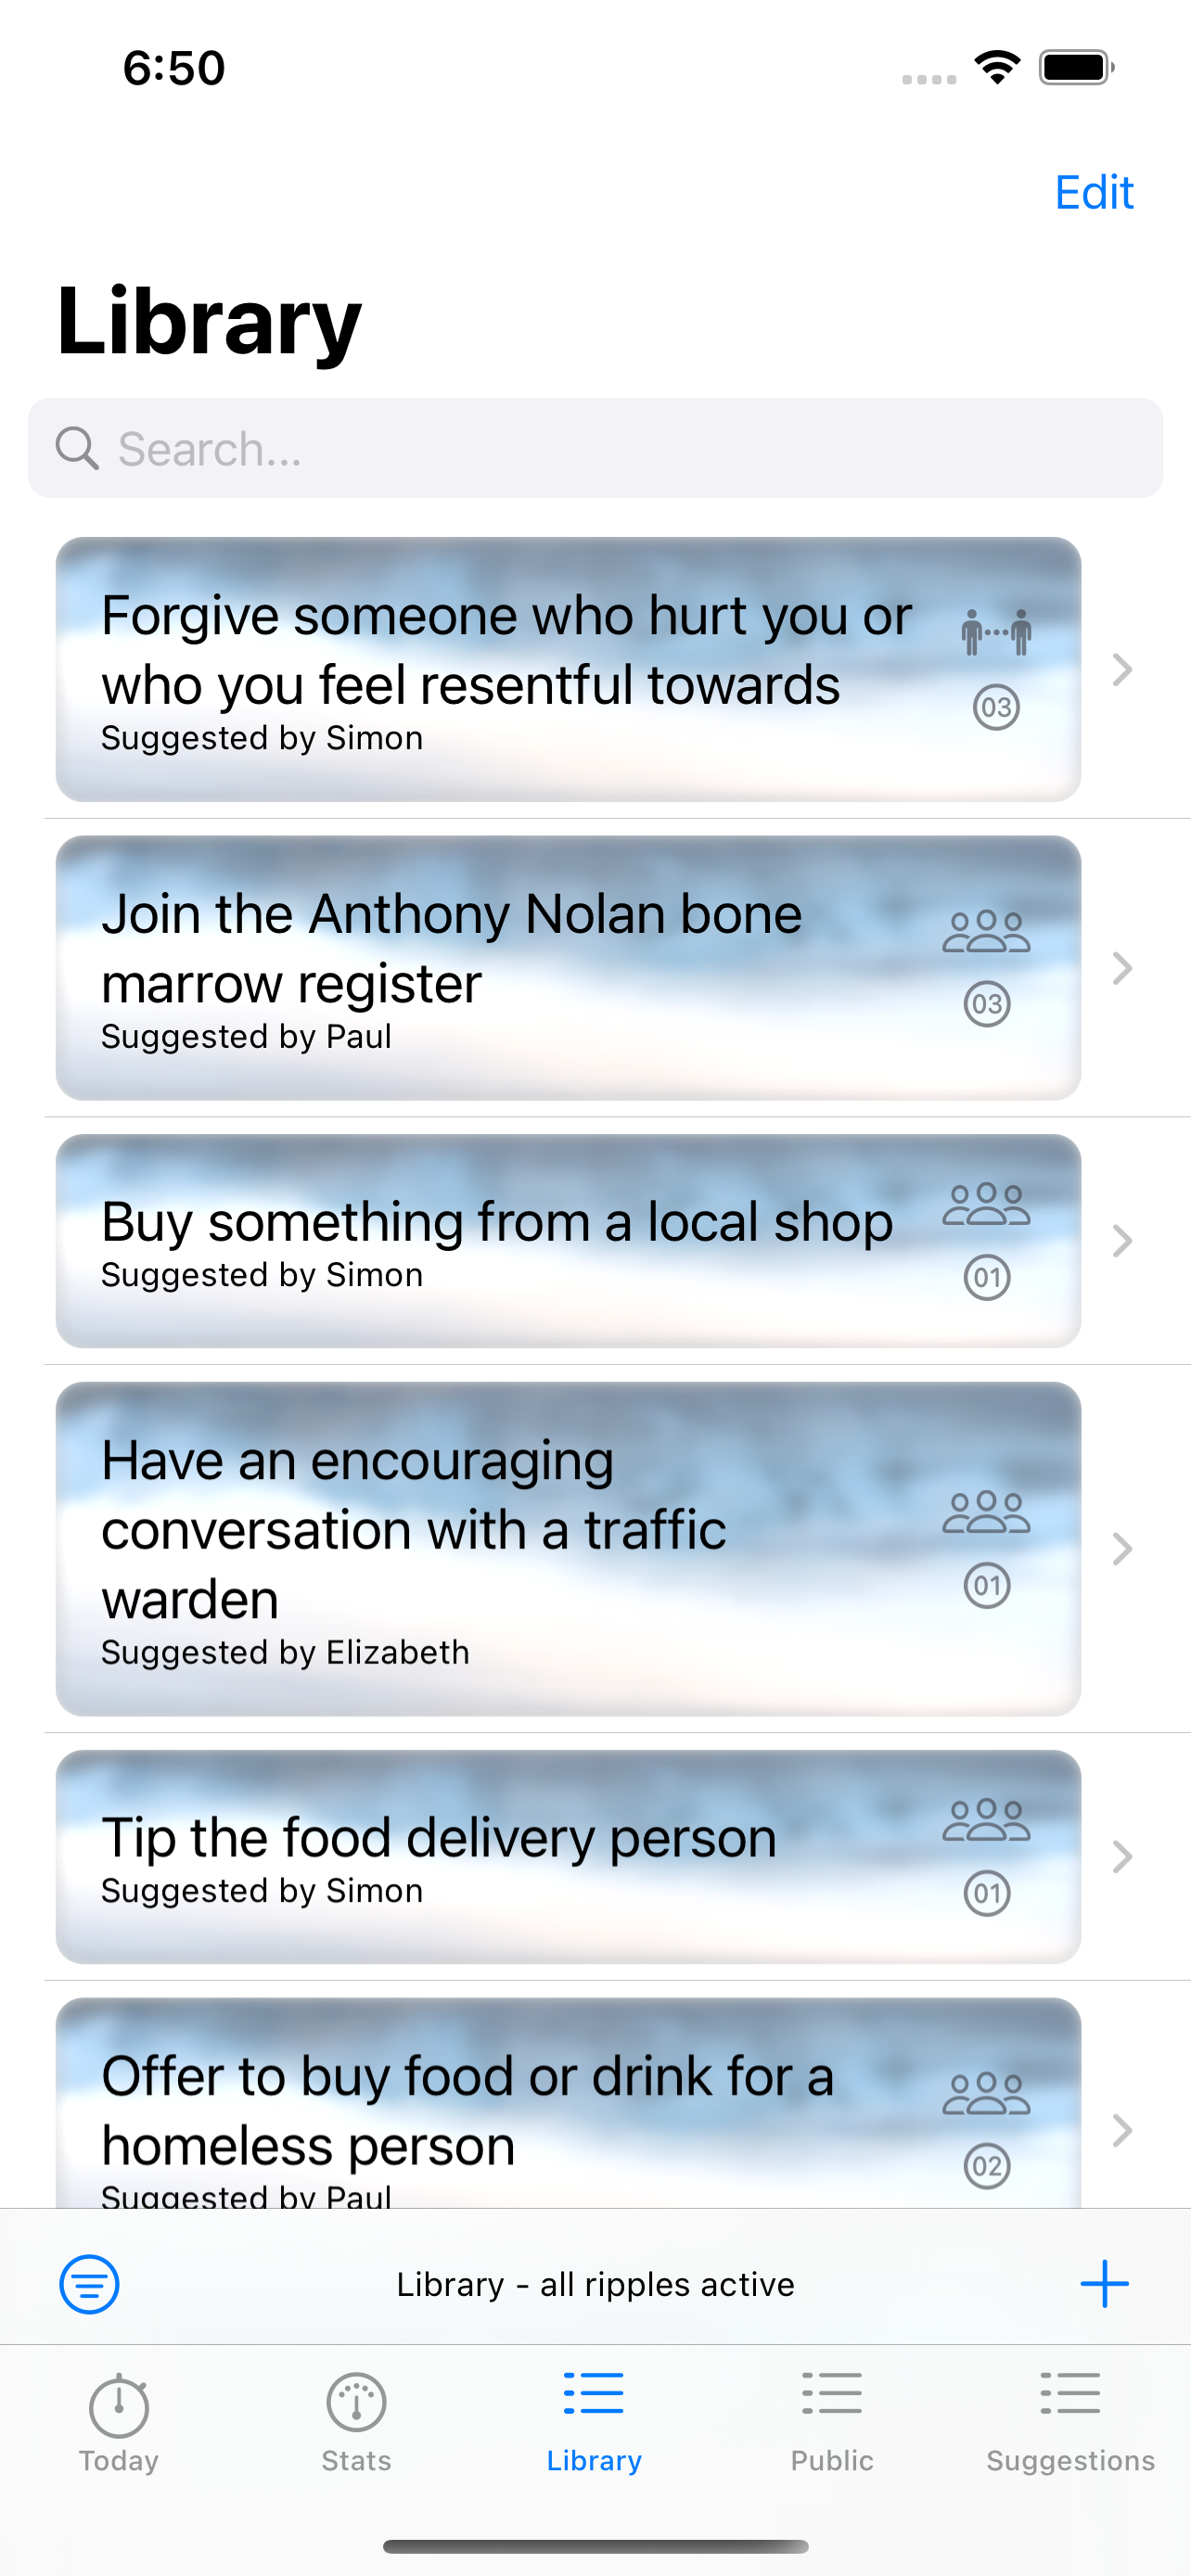 6:50
Edit
Library
Search...
Forgive someone who hurt you or
who you feel resentful towards
Suggested by Simon
03
Join the Anthony Nolan bone
marrow register
Suggested by Paul
03
Buy something from a local shop
Suggested by Simon
01
Have an encouraging
conversation with a traffic
warden
Suggested by Elizabeth
01
Tip the food delivery person
Suggested by Simon
01
Offer to buy food or drink for a
homeless person
Suggested by Paul
02
Library - all ripples active
Today
Stats
Library
Public
Suggestions